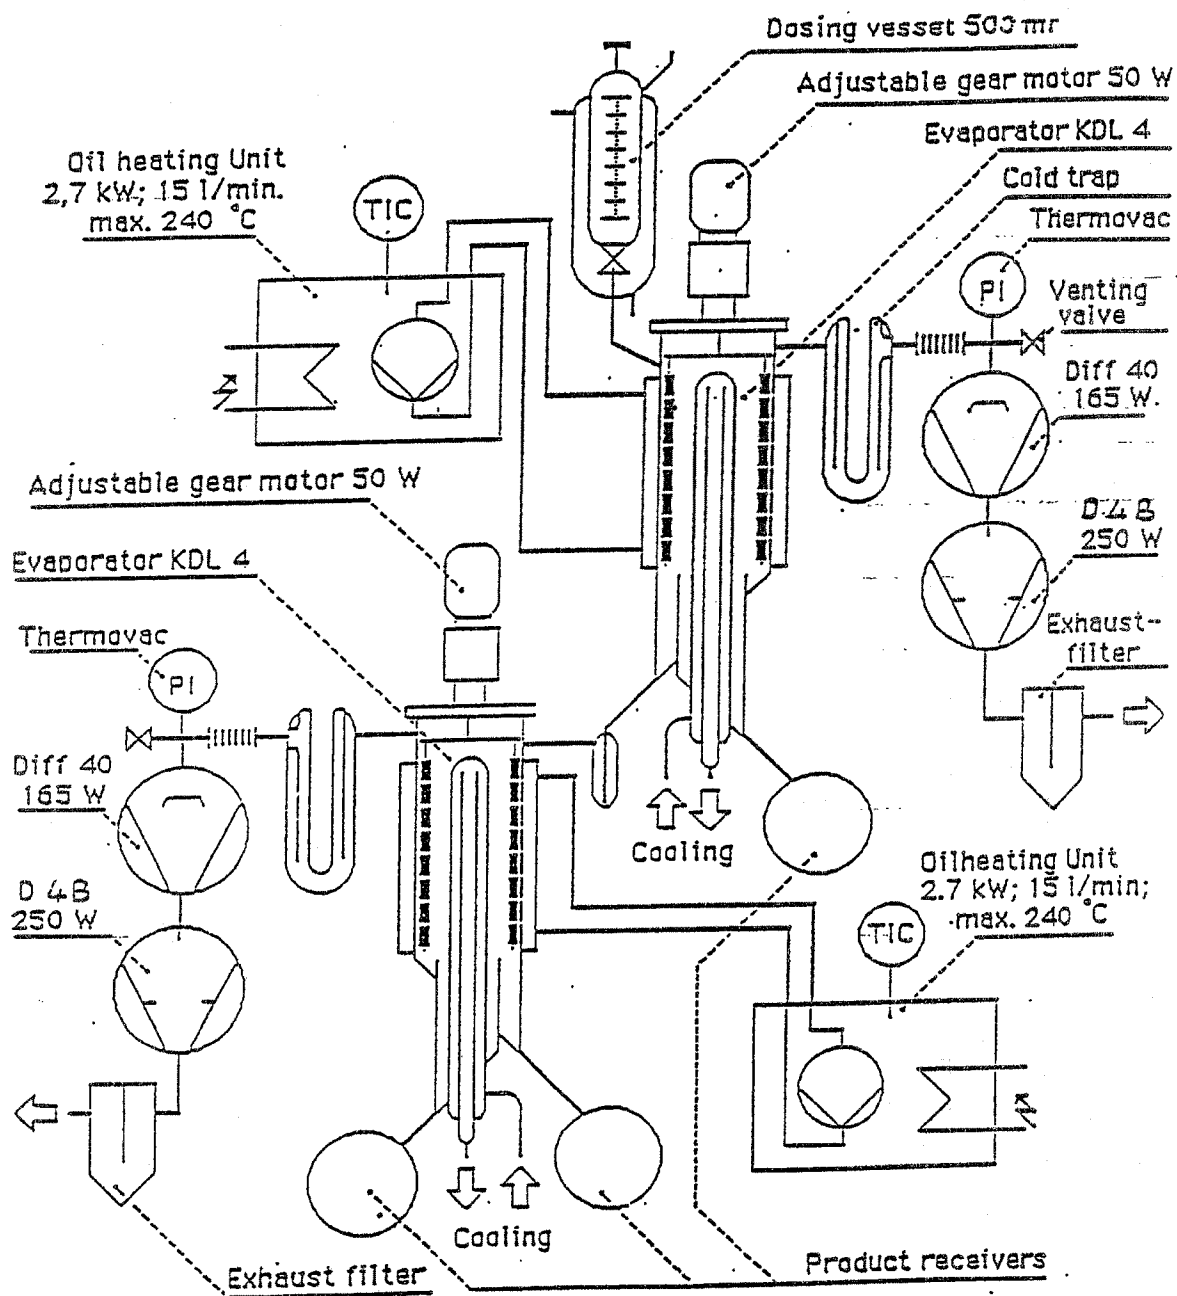 Dosing vesset 500 mr
Adjustable gear motor 50 W
Evaporator KDL 4
Cold trap
Thermovac
Oil heating Unit
2,7 kW; 15 l/min.
max. 240 °C
TIC
PI
Venting
valve
Diff 40
165 W.
Adjustable gear motor 50 W
D 4 B
250 W
Evaporator KDL 4
Exhaust-
filter
Thermovac
PI
Diff 40
165 W
Cooling
Oilheating Unit
2.7 kW; 15 l/min;
max. 240 °C
D 4B
250 W
TIC
Cooling
Product receivers
Exhaust filter